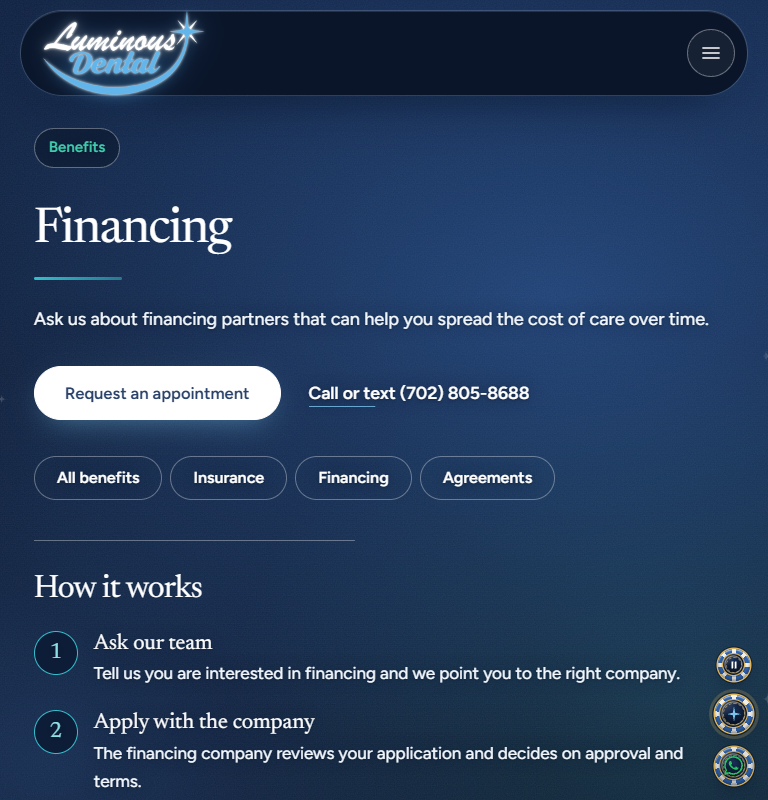 Luminous
Dental
Benefits
Financing
Ask us about financing partners that can help you spread the cost of care over time.
Request an appointment
Call or text (702) 805-8688
All benefits
Insurance
Financing
Agreements
How it works
1
Ask our team
Tell us you are interested in financing and we point you to the right company.
2
Apply with the company
The financing company reviews your application and decides on approval and
terms.